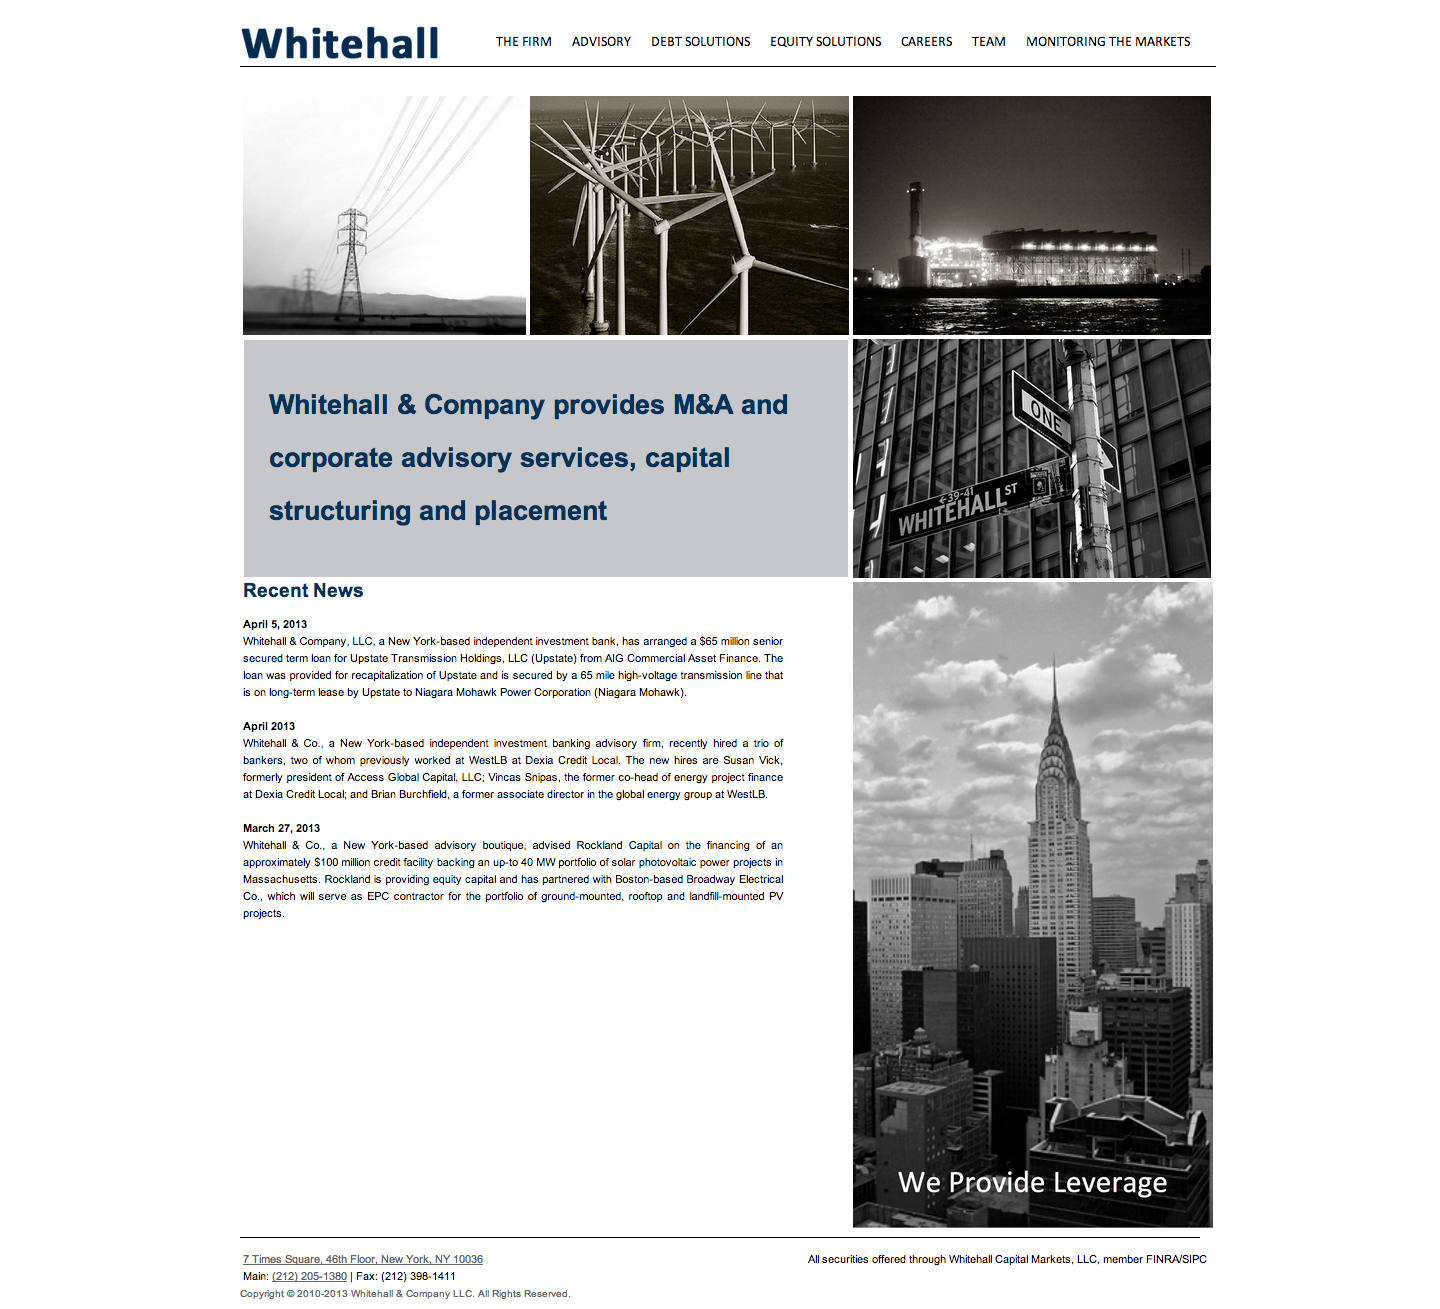 Whitehall
THE FIRM ADVISORY DEBT SOLUTIONS EQUITY SOLUTIONS CAREERS TEAM MONITORING THE MARKETS
Whitehall & Company provides M&A and
corporate advisory services, capital
structuring and placement
ONE
←39-41
WHITEHALL ST
Recent News
April 5, 2013
Whitehall & Company, LLC, a New York-based independent investment bank, has arranged a $65 million senior
secured term loan for Upstate Transmission Holdings, LLC (Upstate) from AIG Commercial Asset Finance. The
loan was provided for recapitalization of Upstate and is secured by a 65 mile high-voltage transmission line that
is on long-term lease by Upstate to Niagara Mohawk Power Corporation (Niagara Mohawk).
April 2013
Whitehall & Co., a New York-based independent investment banking advisory firm, recently hired a trio of
bankers, two of whom previously worked at WestLB at Dexia Credit Local. The new hires are Susan Vick,
formerly president of Access Global Capital, LLC; Vincas Snipas, the former co-head of energy project finance
at Dexia Credit Local; and Brian Burchfield, a former associate director in the global energy group at WestLB.
March 27, 2013
Whitehall & Co., a New York-based advisory boutique, advised Rockland Capital on the financing of an
approximately $100 million credit facility backing an up-to 40 MW portfolio of solar photovoltaic power projects in
Massachusetts. Rockland is providing equity capital and has partnered with Boston-based Broadway Electrical
Co., which will serve as EPC contractor for the portfolio of ground-mounted, rooftop and landfill-mounted PV
projects.
We Provide Leverage
7 Times Square, 46th Floor, New York, NY 10036
All securities offered through Whitehall Capital Markets, LLC, member FINRA/SIPC
Main: (212) 205-1380 | Fax: (212) 398-1411
Copyright © 2010-2013 Whitehall & Company LLC. All Rights Reserved.